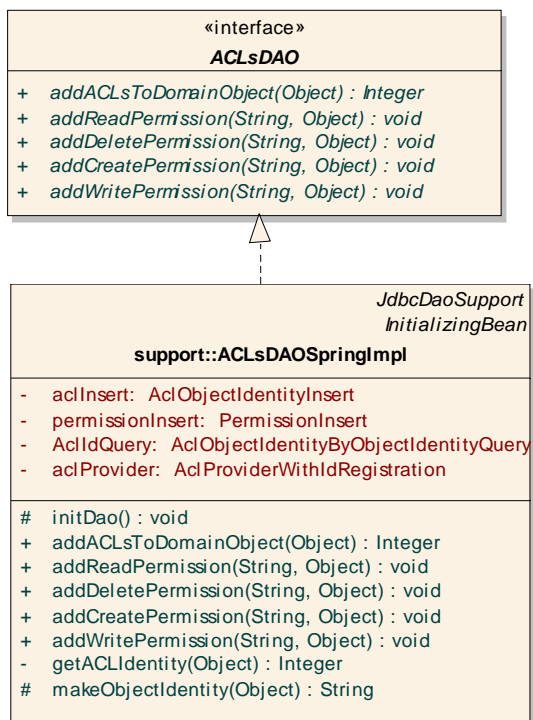 «interface»
ACLsDAO
+ addACLsToDomainObject(Object) : Integer
+ addReadPermission(String, Object) : void
+ addDeletePermission(String, Object) : void
+ addCreatePermission(String, Object) : void
+ addWritePermission(String, Object) : void
JdbcDaoSupport
InitializingBean
support::ACLsDAOSpringImpl
- aclInsert: AclObjectIdentityInsert
- permissionInsert: PermissionInsert
- AclIdQuery: AclObjectIdentityByObjectIdentityQuery
- aclProvider: AclProviderWithIdRegistration
# initDao() : void
+ addACLsToDomainObject(Object) : Integer
+ addReadPermission(String, Object) : void
+ addDeletePermission(String, Object) : void
+ addCreatePermission(String, Object) : void
+ addWritePermission(String, Object) : void
- getACLIdentity(Object) : Integer
# makeObjectIdentity(Object) : String